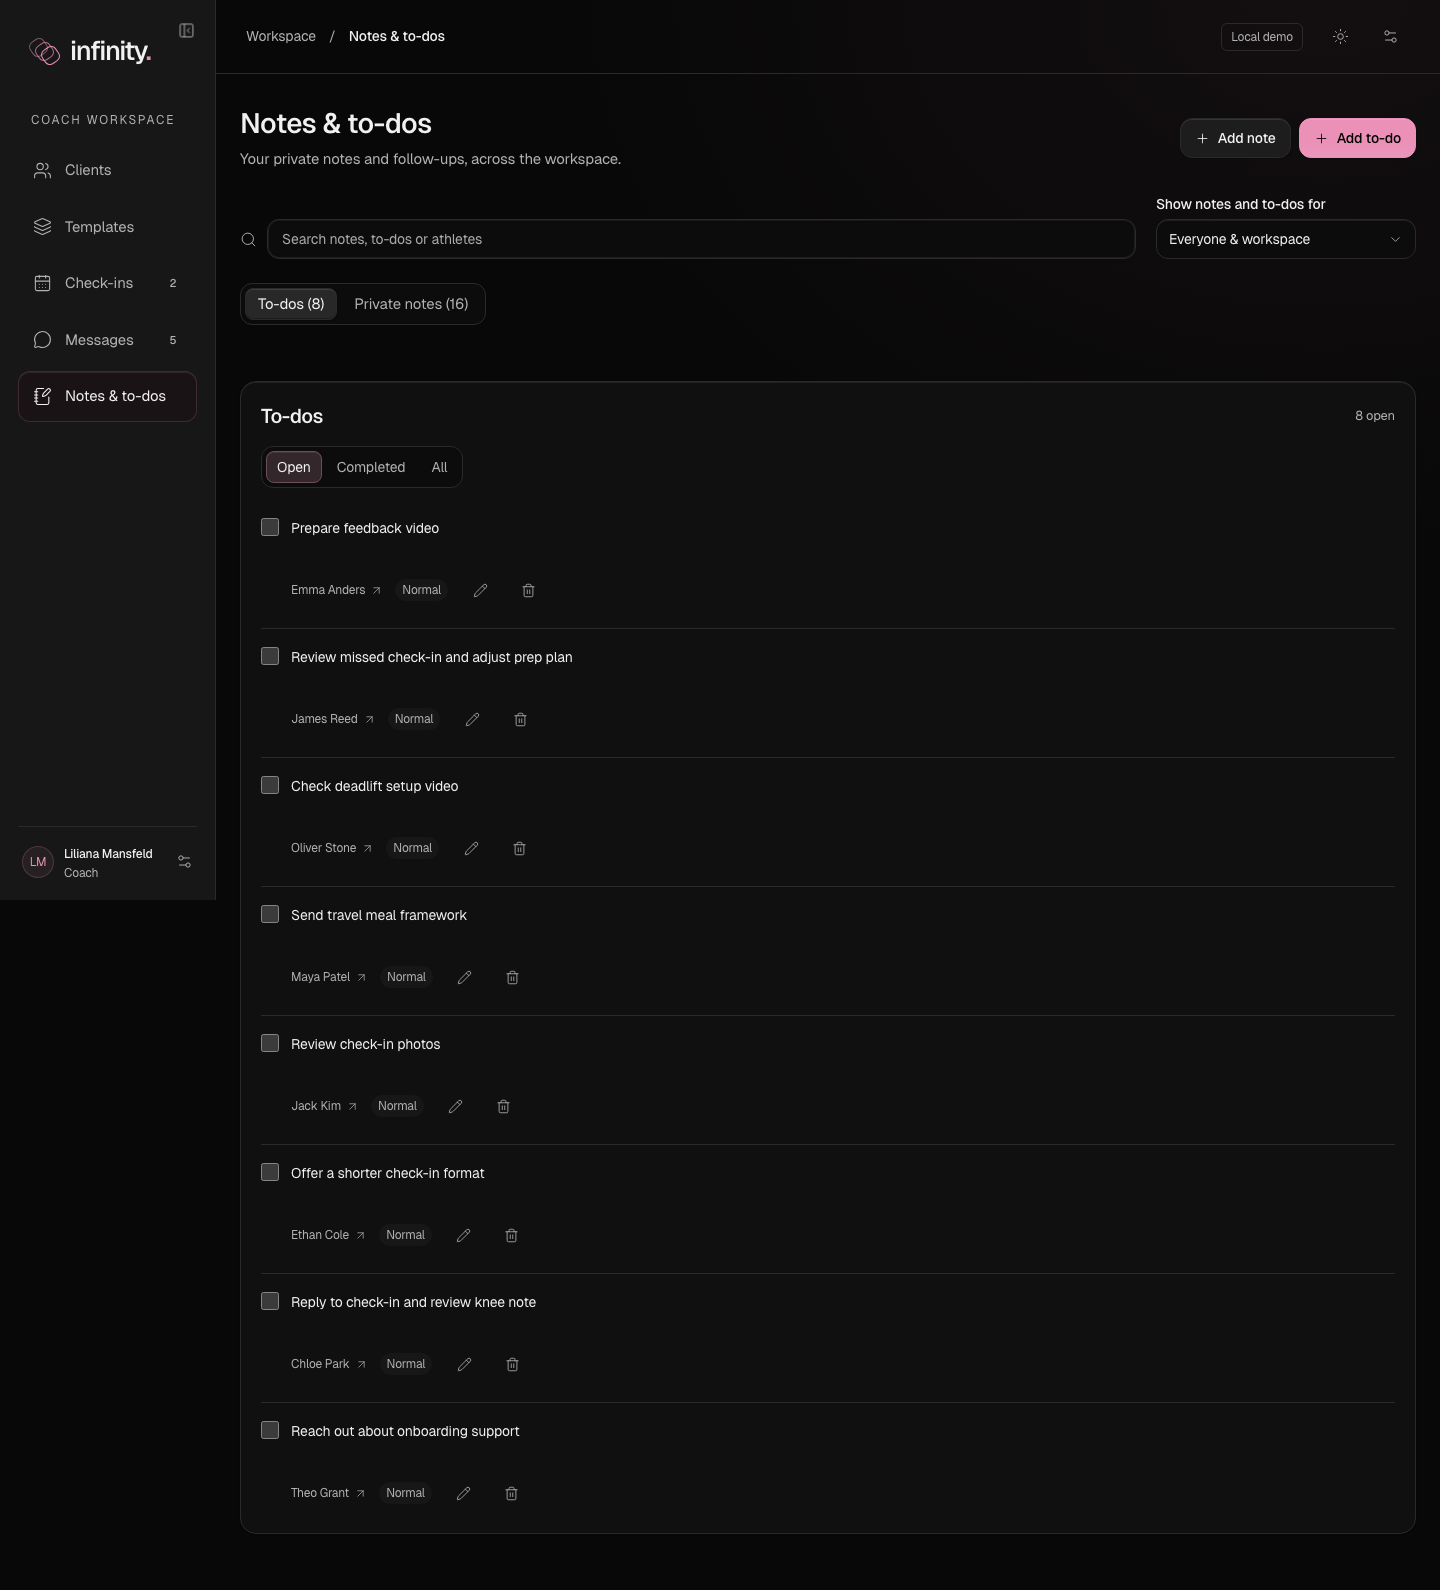 infinity.
COACH WORKSPACE
Clients
Templates
Check-ins 2
Messages 5
Notes & to-dos
LM
Liliana Mansfeld
Coach
Workspace / Notes & to-dos
Local demo
Notes & to-dos
Your private notes and follow-ups, across the workspace.
+ Add note
+ Add to-do
Show notes and to-dos for
Search notes, to-dos or athletes
Everyone & workspace
To-dos (8)
Private notes (16)
To-dos
8 open
Open
Completed
All
Prepare feedback video
Emma Anders
Normal
Review missed check-in and adjust prep plan
James Reed
Normal
Check deadlift setup video
Oliver Stone
Normal
Send travel meal framework
Maya Patel
Normal
Review check-in photos
Jack Kim
Normal
Offer a shorter check-in format
Ethan Cole
Normal
Reply to check-in and review knee note
Chloe Park
Normal
Reach out about onboarding support
Theo Grant
Normal